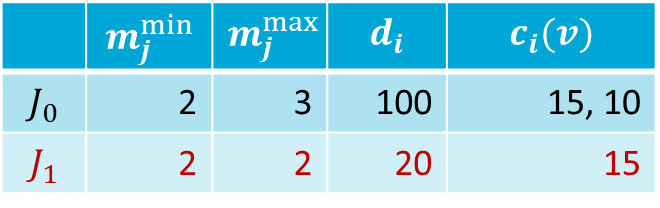 m_j^min m_j^max d_i c_i(v)
J_0 2 3 100 15, 10
J_1 2 2 20 15